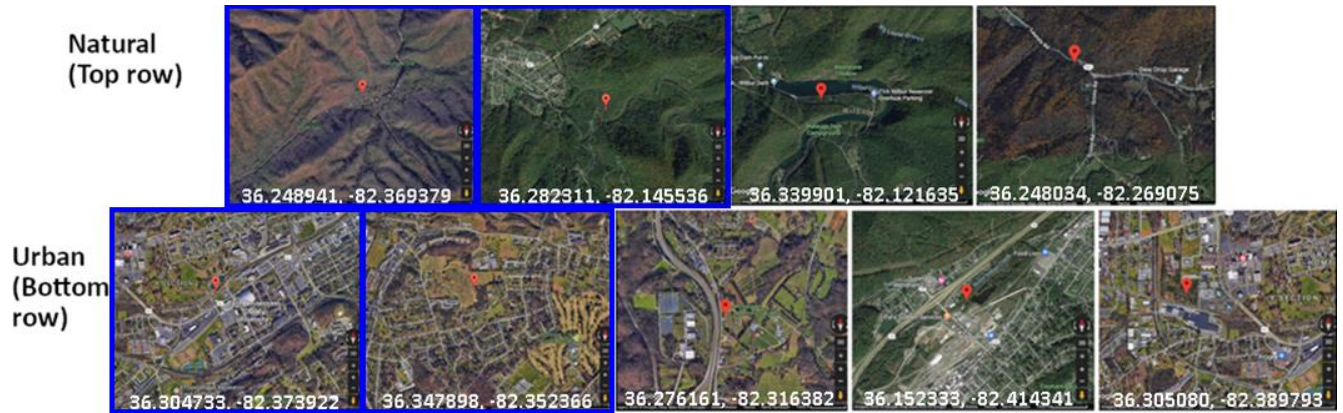 Natural
(Top row)
36.248941, -82.369379
36.282311, -82.145536
36.339901, -82.121635
36.248034, -82.269075
Urban
(Bottom
row)
36.304733, -82.373922
36.347898, -82.352366
36.276161, -82.316382
36.152333, -82.414341
36.305080, -82.389793